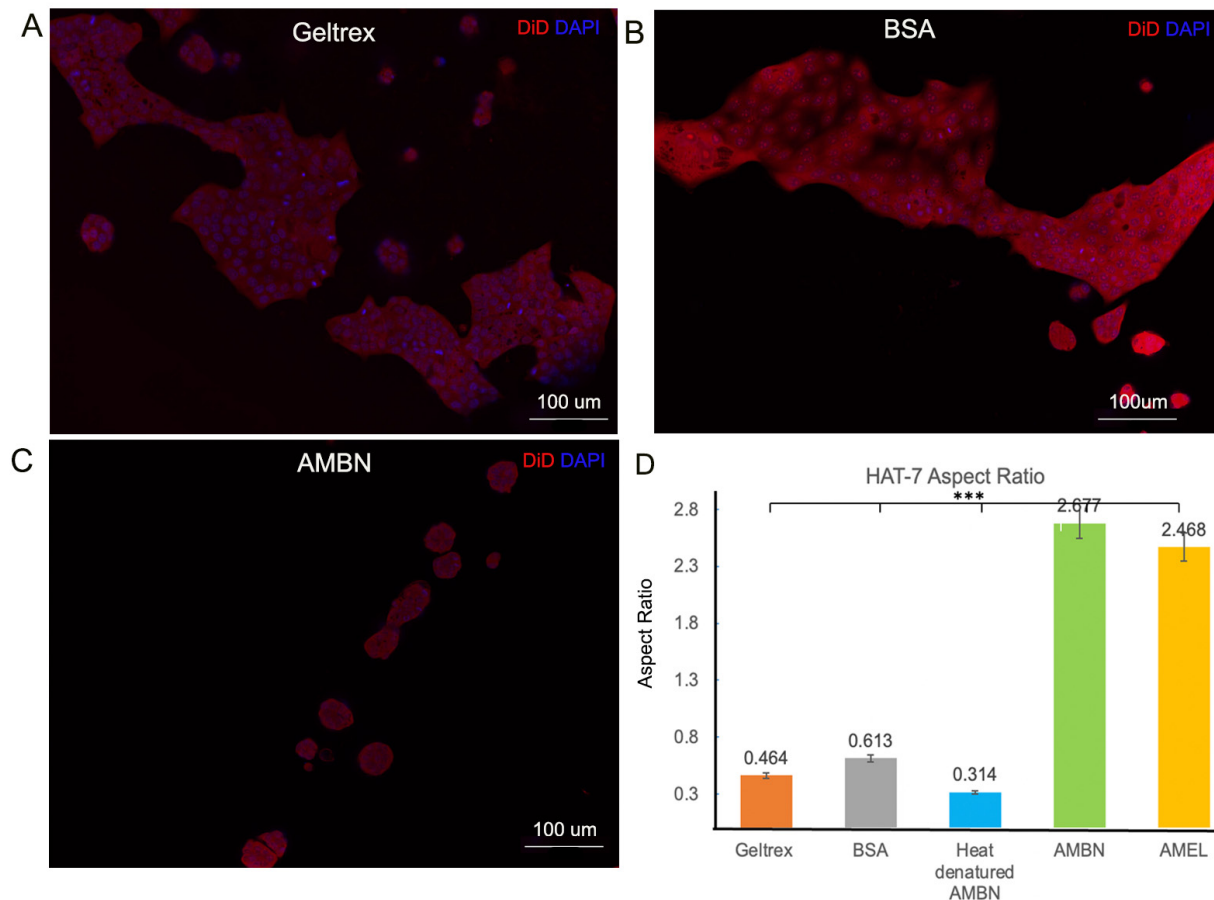 A
Geltrex
DiD DAPI
100 um
B
BSA
DiD DAPI
100um
C
AMBN
DiD DAPI
100 um
D
HAT-7 Aspect Ratio
***
Aspect Ratio
2.8
2.3
1.8
1.3
0.8
0.3
0.464
0.613
0.314
2.677
2.468
Geltrex
BSA
Heat
denatured
AMBN
AMBN
AMEL